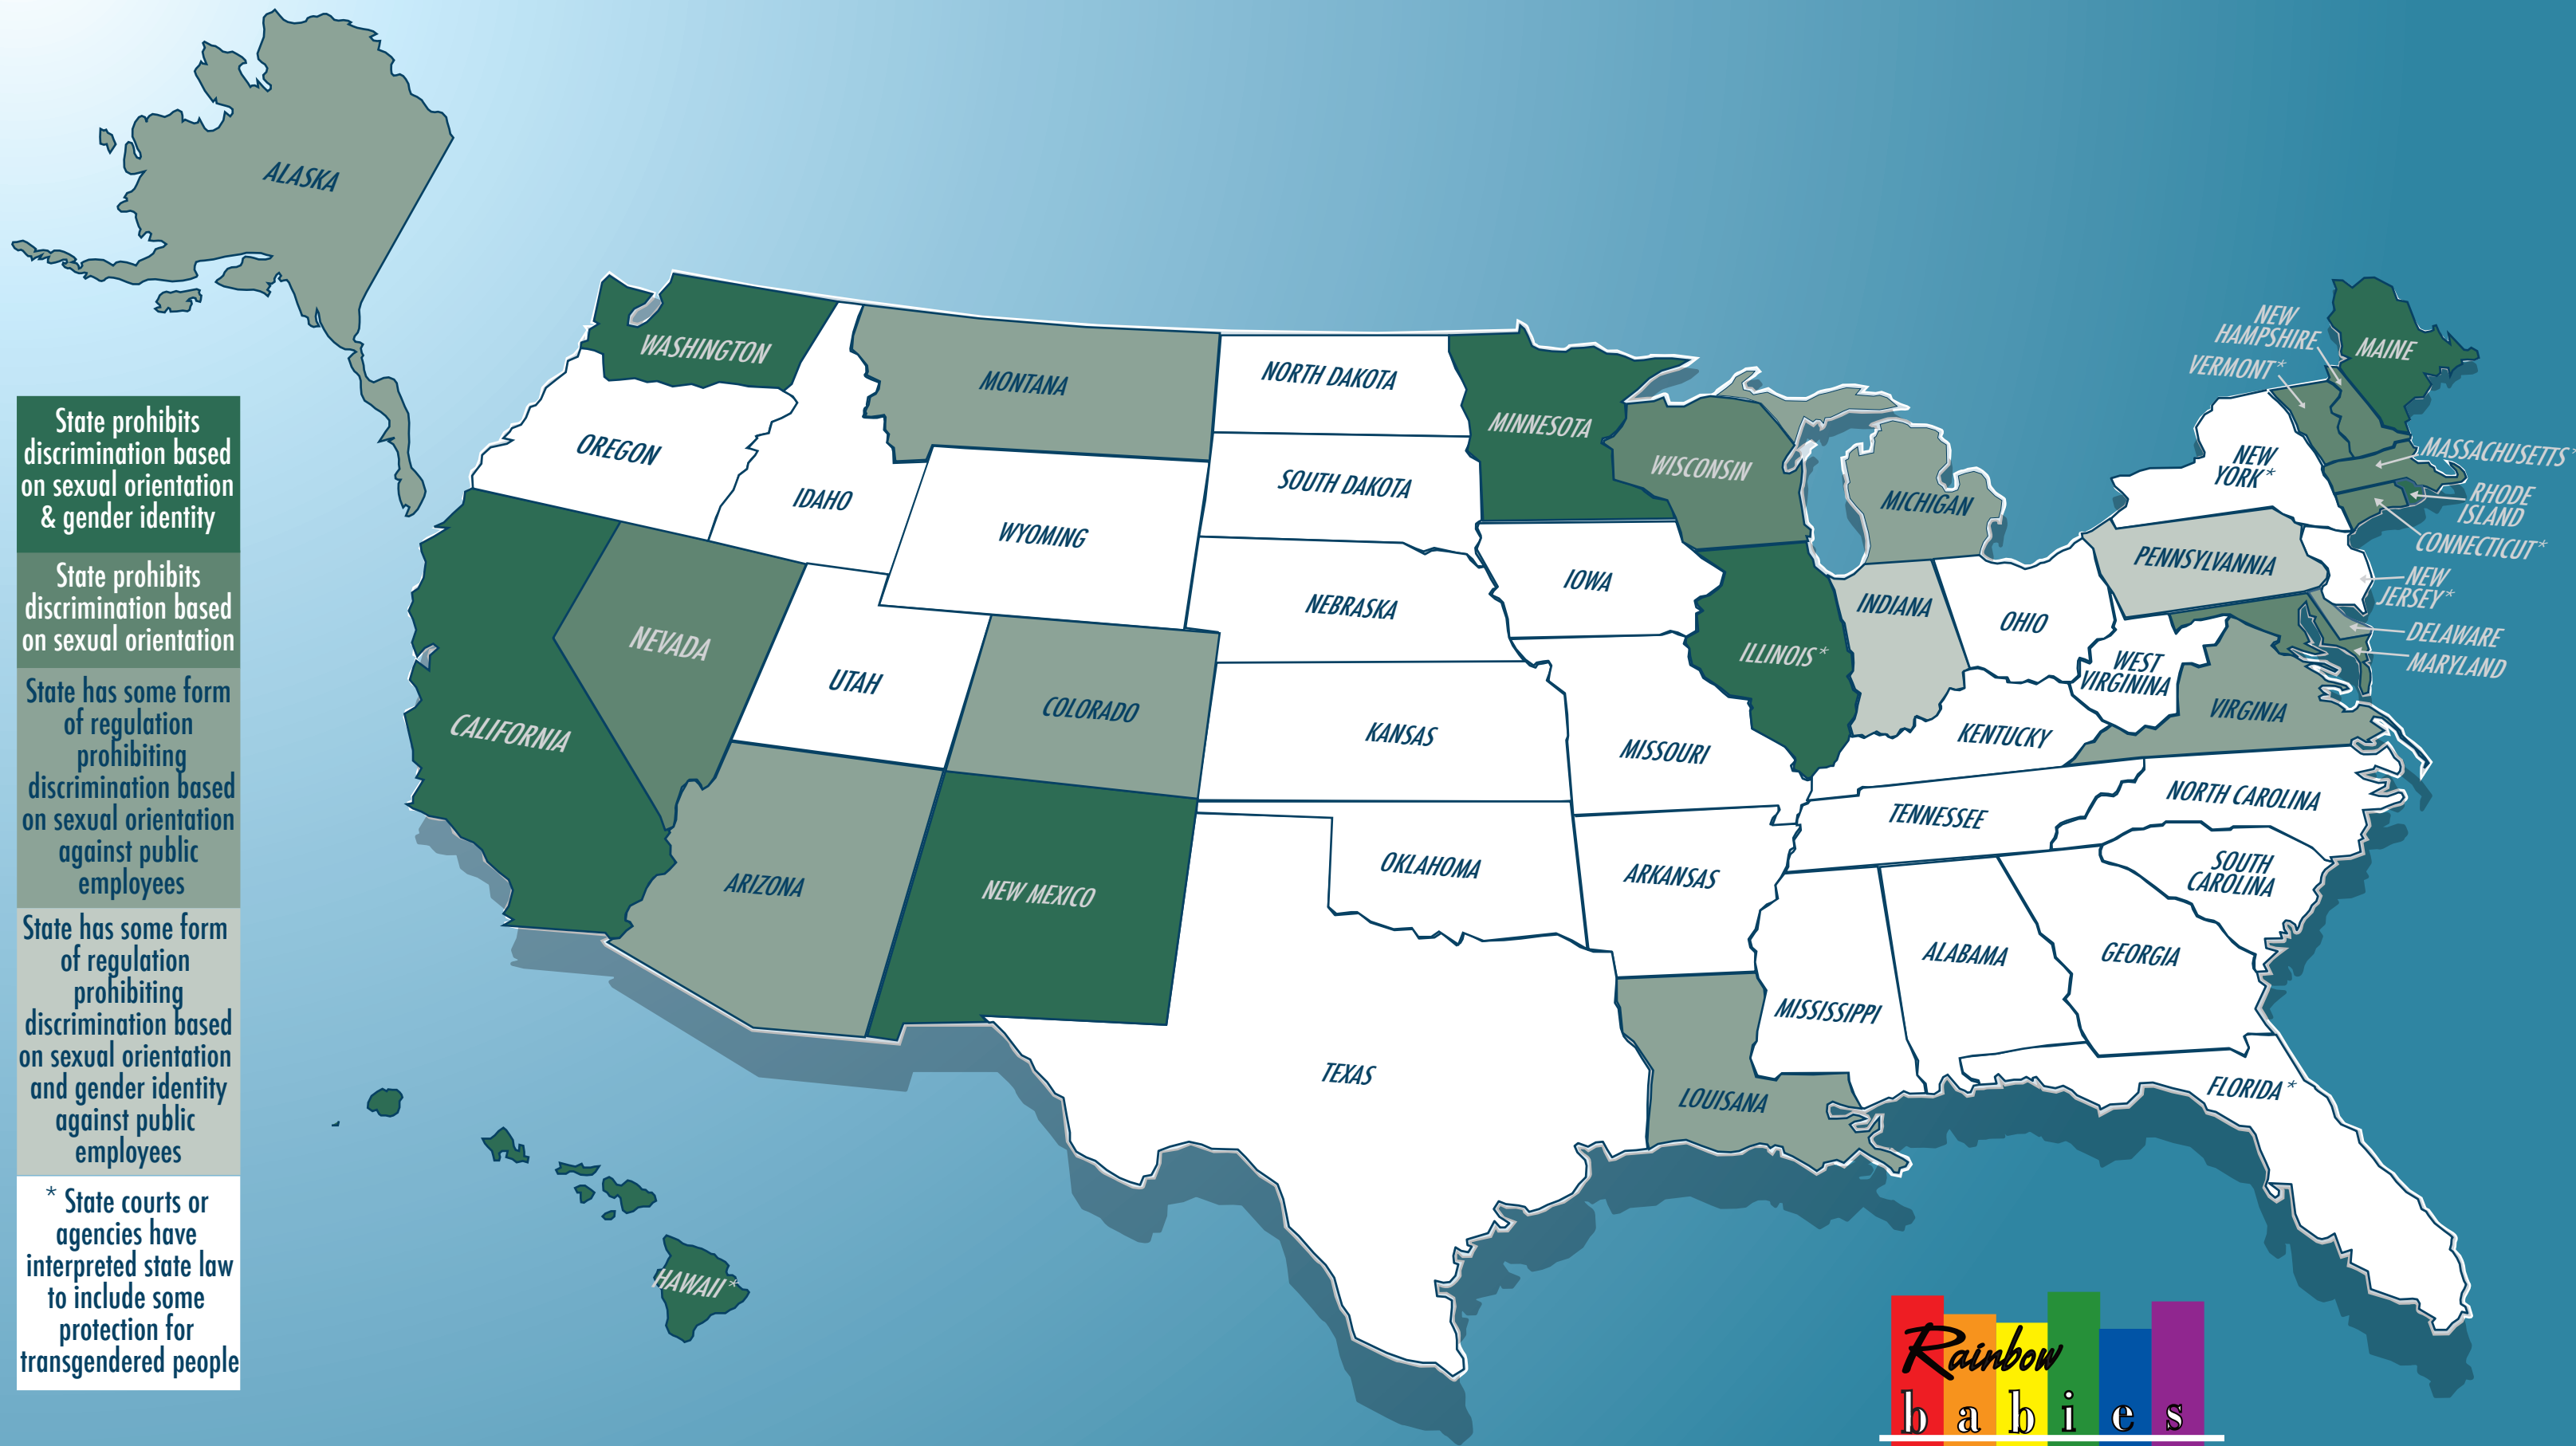 ALASKA
WASHINGTON
OREGON
IDAHO
MONTANA
WYOMING
NORTH DAKOTA
SOUTH DAKOTA
NEBRASKA
MINNESOTA
IOWA
WISCONSIN
MICHIGAN
ILLINOIS*
INDIANA
OHIO
PENNSYLVANNIA
NEW
YORK*
NEW
HAMPSHIRE
VERMONT*
MAINE
MASSACHUSETTS*
RHODE
ISLAND
CONNECTICUT*
NEW
JERSEY*
DELAWARE
MARYLAND
WEST
VIRGININA
VIRGINIA
CALIFORNIA
NEVADA
UTAH
COLORADO
KANSAS
MISSOURI
KENTUCKY
ARIZONA
NEW MEXICO
OKLAHOMA
ARKANSAS
TENNESSEE
NORTH CAROLINA
SOUTH
CAROLINA
TEXAS
LOUISANA
MISSISSIPPI
ALABAMA
GEORGIA
FLORIDA*
HAWAII*
State prohibits
discrimination based
on sexual orientation
& gender identity
State prohibits
discrimination based
on sexual orientation
State has some form
of regulation
prohibiting
discrimination based
on sexual orientation
against public
employees
State has some form
of regulation
prohibiting
discrimination based
on sexual orientation
and gender identity
against public
employees
* State courts or
agencies have
interpreted state law
to include some
protection for
transgendered people
Rainbow
babies